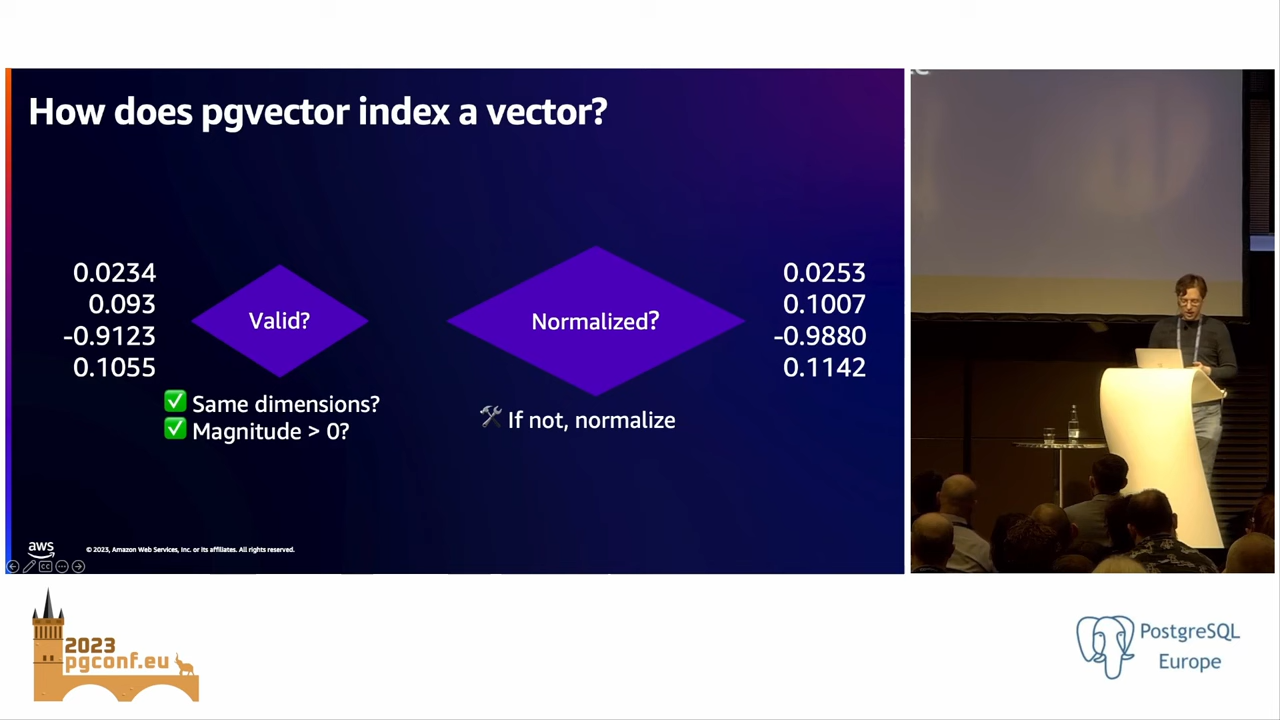 How does pgvector index a vector?
0.0234
0.093
-0.9123
0.1055
Valid?
✅ Same dimensions?
✅ Magnitude > 0?
Normalized?
🛠 If not, normalize
0.0253
0.1007
-0.9880
0.1142
aws
© 2023, Amazon Web Services, Inc. or its affiliates. All rights reserved.
2023
pgconf.eu
PostgreSQL
Europe